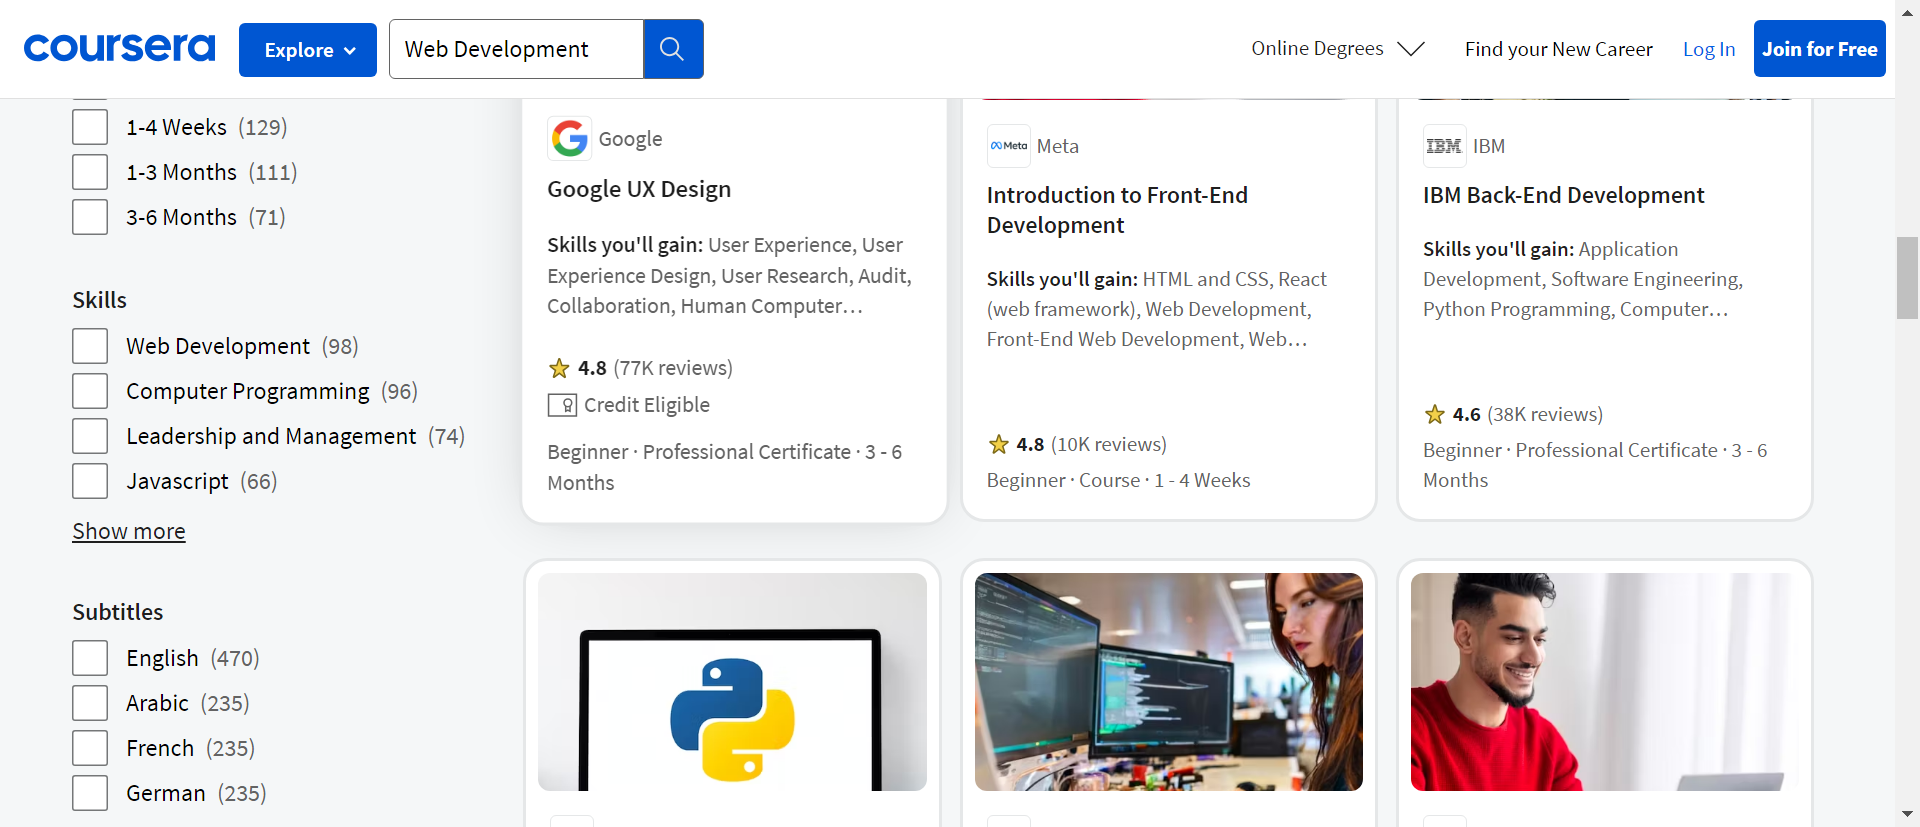 coursera
Explore
Web Development
Online Degrees
Find your New Career
Log In
Join for Free
1-4 Weeks (129)
1-3 Months (111)
3-6 Months (71)
Skills
Web Development (98)
Computer Programming (96)
Leadership and Management (74)
Javascript (66)
Show more
Subtitles
English (470)
Arabic (235)
French (235)
German (235)
Google
Google UX Design
Skills you'll gain: User Experience, User
Experience Design, User Research, Audit,
Collaboration, Human Computer…
4.8 (77K reviews)
Credit Eligible
Beginner · Professional Certificate · 3 - 6
Months
Meta
Meta
Introduction to Front-End
Development
Skills you'll gain: HTML and CSS, React
(web framework), Web Development,
Front-End Web Development, Web…
4.8 (10K reviews)
Beginner · Course · 1 - 4 Weeks
IBM
IBM
IBM Back-End Development
Skills you'll gain: Application
Development, Software Engineering,
Python Programming, Computer…
4.6 (38K reviews)
Beginner · Professional Certificate · 3 - 6
Months